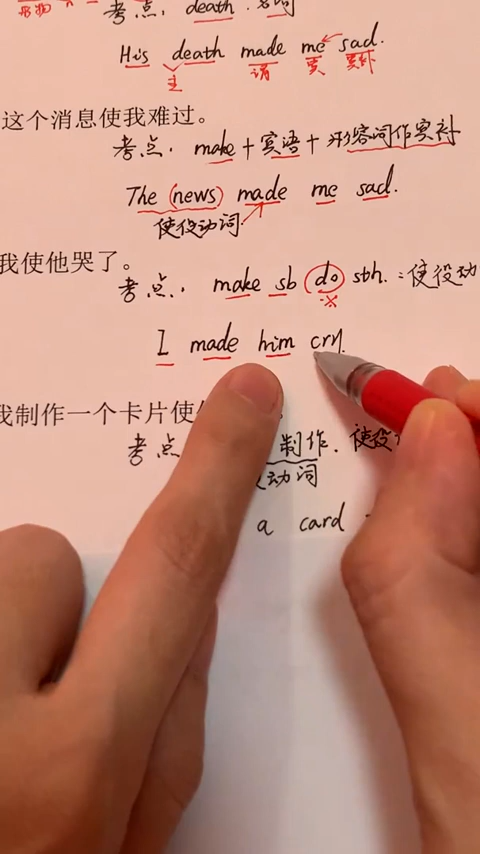 考点，death. 名词
His death made me sad.
主 谓 宾 宾补
这个消息使我难过。
考点，make + 宾语 + 形容词作宾补
The (news) made me sad.
使役动词
我使他哭了。
考点，make sb do sth. :使役动
※
I made him cry.
我制作一个卡片使
考点 制作. 使役
动词
a card